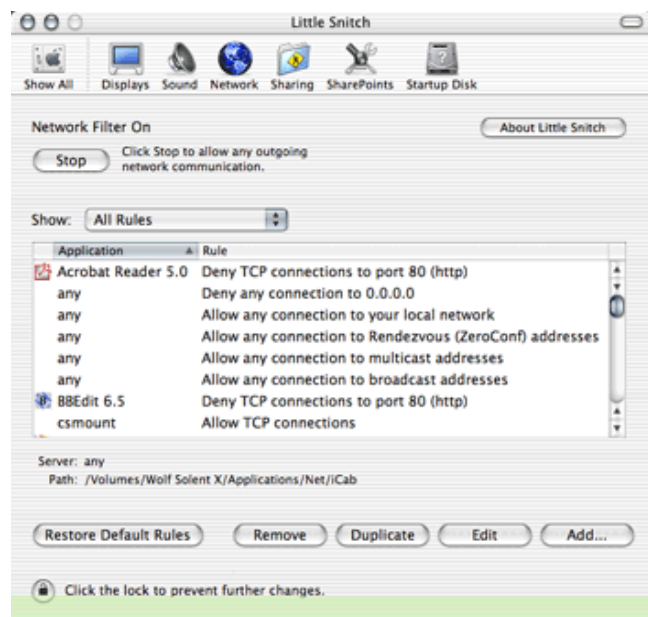 Little Snitch
Show All Displays Sound Network Sharing SharePoints Startup Disk
Network Filter On
About Little Snitch
Stop
Click Stop to allow any outgoing
network communication.
Show: All Rules
Application Rule
Acrobat Reader 5.0 Deny TCP connections to port 80 (http)
any Deny any connection to 0.0.0.0
any Allow any connection to your local network
any Allow any connection to Rendezvous (ZeroConf) addresses
any Allow any connection to multicast addresses
any Allow any connection to broadcast addresses
BBEdit 6.5 Deny TCP connections to port 80 (http)
csmount Allow TCP connections
Server: any
Path: /Volumes/Wolf Solent X/Applications/Net/iCab
Restore Default Rules Remove Duplicate Edit Add...
Click the lock to prevent further changes.